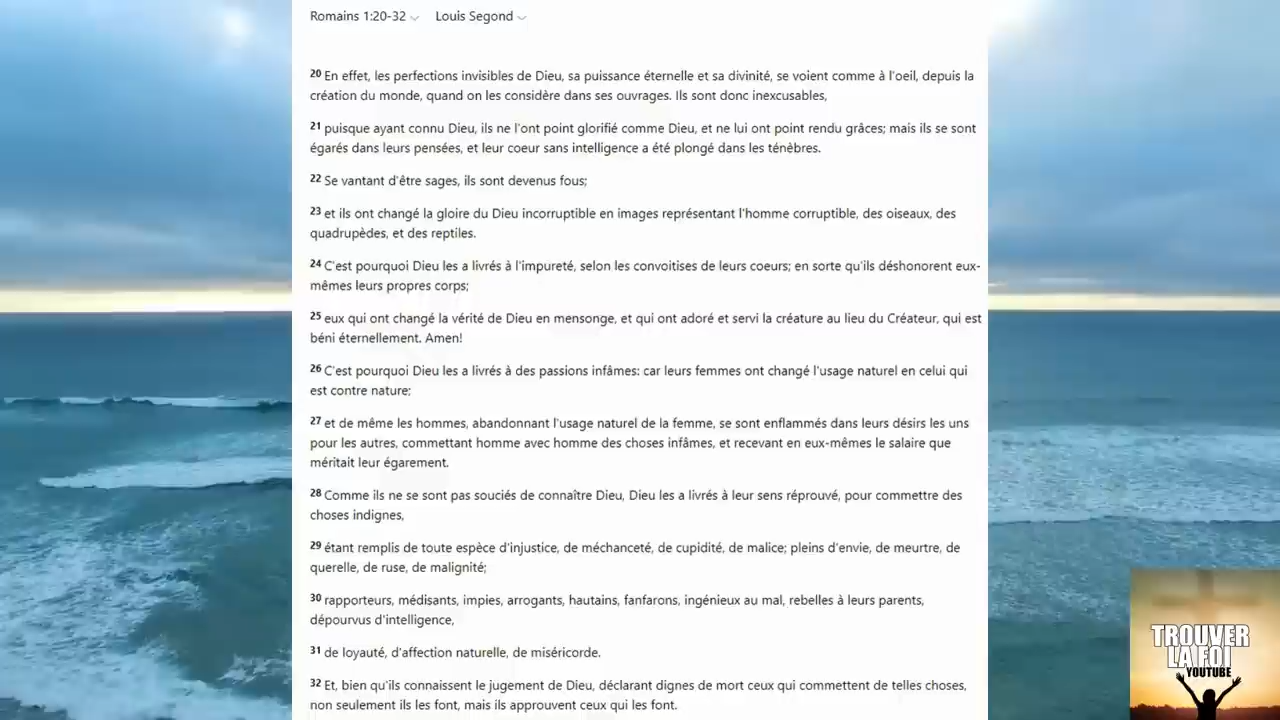 Romains 1:20-32 Louis Segond
20 En effet, les perfections invisibles de Dieu, sa puissance éternelle et sa divinité, se voient comme à l'oeil, depuis la
création du monde, quand on les considère dans ses ouvrages. Ils sont donc inexcusables,
21 puisque ayant connu Dieu, ils ne l'ont point glorifié comme Dieu, et ne lui ont point rendu grâces; mais ils se sont
égarés dans leurs pensées, et leur coeur sans intelligence a été plongé dans les ténèbres.
22 Se vantant d'être sages, ils sont devenus fous;
23 et ils ont changé la gloire du Dieu incorruptible en images représentant l'homme corruptible, des oiseaux, des
quadrupèdes, et des reptiles.
24 C'est pourquoi Dieu les a livrés à l'impureté, selon les convoitises de leurs coeurs; en sorte qu'ils déshonorent eux-
mêmes leurs propres corps;
25 eux qui ont changé la vérité de Dieu en mensonge, et qui ont adoré et servi la créature au lieu du Créateur, qui est
béni éternellement. Amen!
26 C'est pourquoi Dieu les a livrés à des passions infâmes: car leurs femmes ont changé l'usage naturel en celui qui
est contre nature;
27 et de même les hommes, abandonnant l'usage naturel de la femme, se sont enflammés dans leurs désirs les uns
pour les autres, commettant homme avec homme des choses infâmes, et recevant en eux-mêmes le salaire que
méritait leur égarement.
28 Comme ils ne se sont pas souciés de connaître Dieu, Dieu les a livrés à leur sens réprouvé, pour commettre des
choses indignes,
29 étant remplis de toute espèce d'injustice, de méchanceté, de cupidité, de malice; pleins d'envie, de meurtre, de
querelle, de ruse, de malignité;
30 rapporteurs, médisants, impies, arrogants, hautains, fanfarons, ingénieux au mal, rebelles à leurs parents,
dépourvus d'intelligence,
31 de loyauté, d'affection naturelle, de miséricorde.
32 Et, bien qu'ils connaissent le jugement de Dieu, déclarant dignes de mort ceux qui commettent de telles choses,
non seulement ils les font, mais ils approuvent ceux qui les font.
TROUVER
LA FOI
YOUTUBE